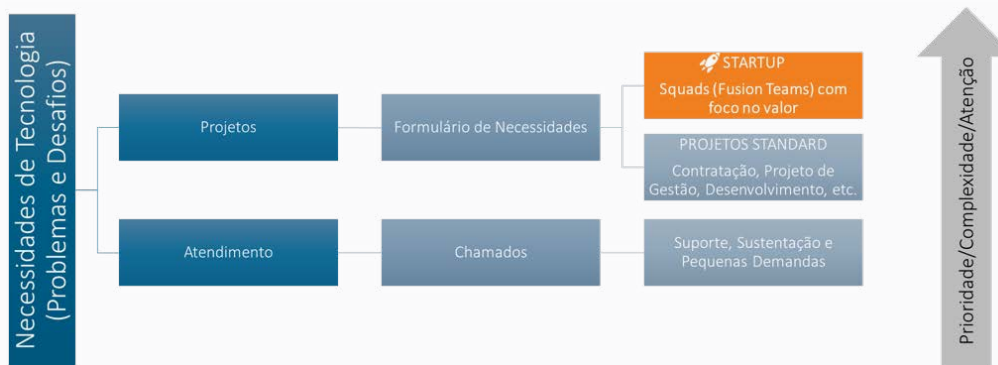 Necessidades de Tecnologia
(Problemas e Desafios)
Projetos
Formulário de Necessidades
STARTUP
Squads (Fusion Teams) com
foco no valor
PROJETOS STANDARD
Contratação, Projeto de
Gestão, Desenvolvimento, etc.
Atendimento
Chamados
Suporte, Sustentação e
Pequenas Demandas
Prioridade/Complexidade/Atenção